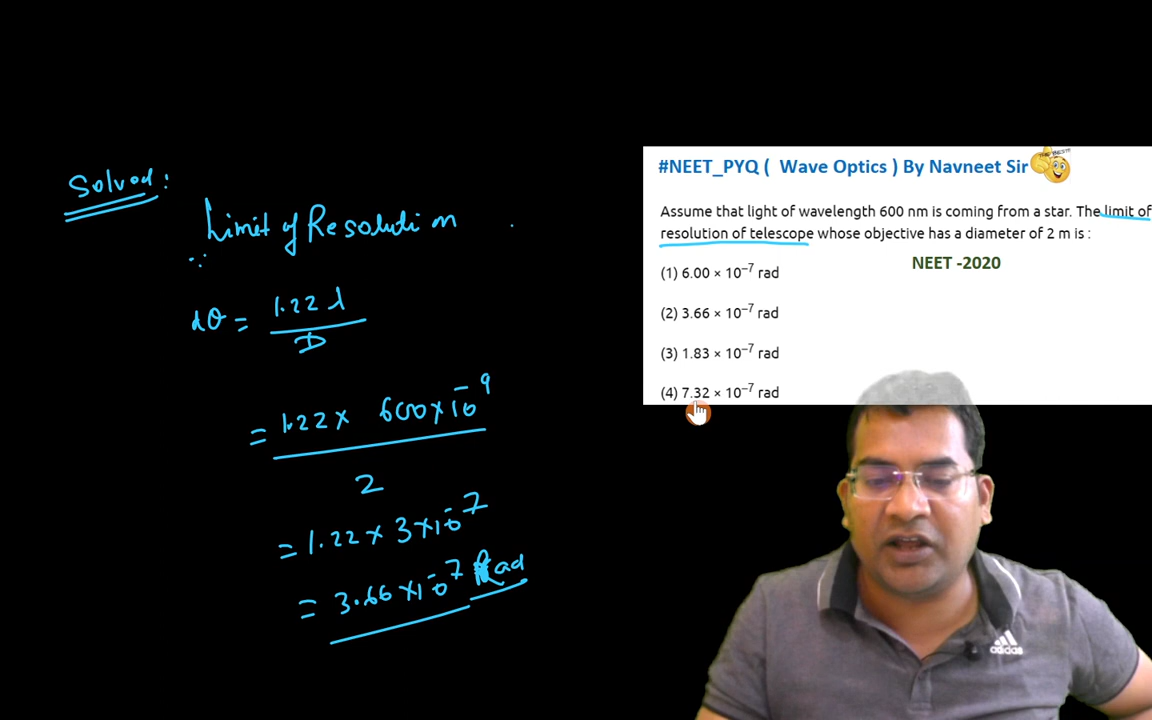 Solved:
Limit of Resolution
∵
dθ = 1.22 λ / D
= 1.22 × 600 × 10⁻⁹ / 2
= 1.22 × 3 × 10⁻⁷
= 3.66 × 10⁻⁷ Rad
#NEET_PYQ ( Wave Optics ) By Navneet Sir
Assume that light of wavelength 600 nm is coming from a star. The limit of
resolution of telescope whose objective has a diameter of 2 m is :
NEET -2020
(1) 6.00 × 10⁻⁷ rad
(2) 3.66 × 10⁻⁷ rad
(3) 1.83 × 10⁻⁷ rad
(4) 7.32 × 10⁻⁷ rad
adidas